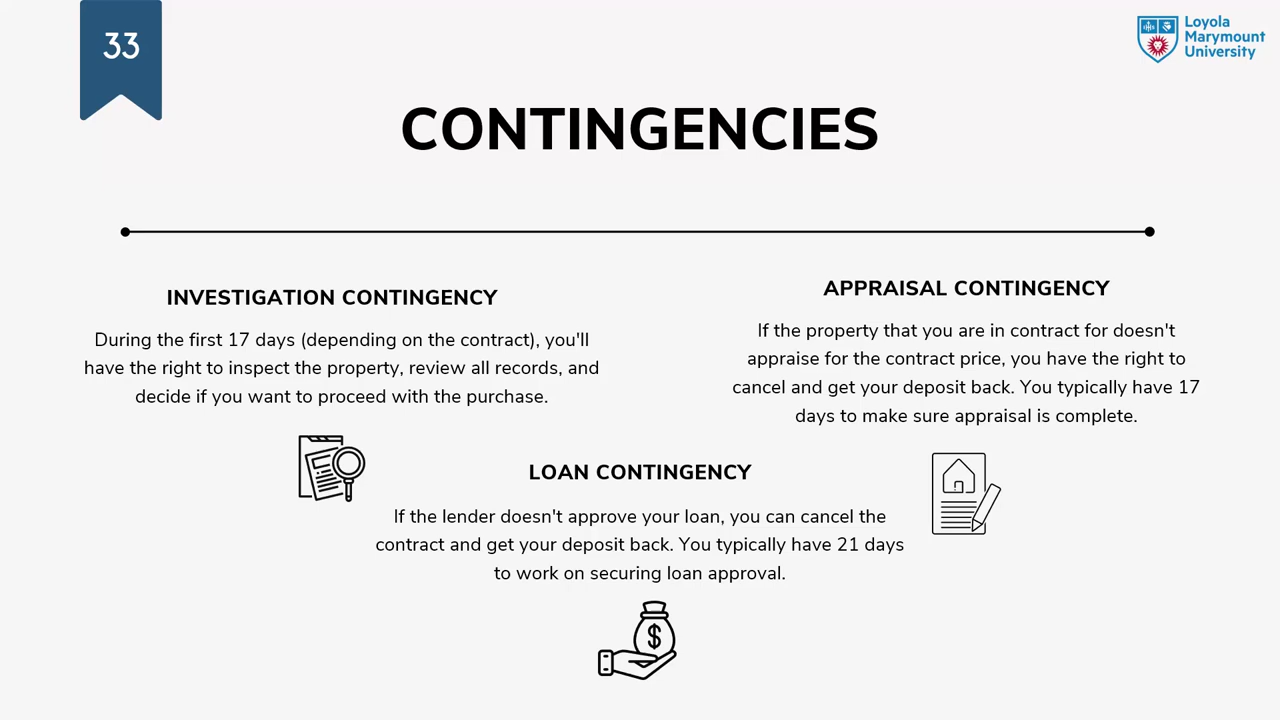 33
Loyola
Marymount
University
CONTINGENCIES
INVESTIGATION CONTINGENCY
During the first 17 days (depending on the contract), you'll
have the right to inspect the property, review all records, and
decide if you want to proceed with the purchase.
APPRAISAL CONTINGENCY
If the property that you are in contract for doesn't
appraise for the contract price, you have the right to
cancel and get your deposit back. You typically have 17
days to make sure appraisal is complete.
LOAN CONTINGENCY
If the lender doesn't approve your loan, you can cancel the
contract and get your deposit back. You typically have 21 days
to work on securing loan approval.
$